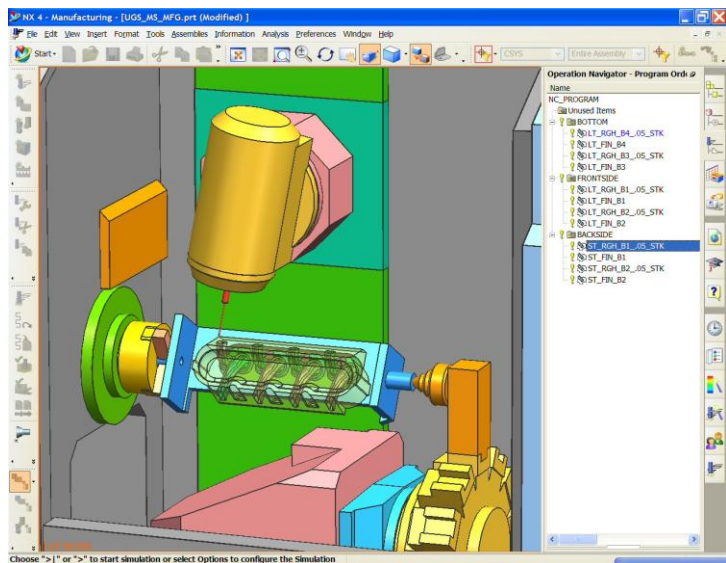 NX 4 - Manufacturing - [UGS_M5_MFG.prt (Modified) ]
File Edit View Insert Format Tools Assemblies Information Analysis Preferences Window Help
Start CSYS Entire Assembly
Operation Navigator - Program Orde
Name
NC_PROGRAM
Unused Items
BOTTOM
LT_RGH_B4_.05_STK
LT_FIN_B4
LT_RGH_B3_.05_STK
LT_FIN_B3
FRONTSIDE
LT_RGH_B1_.05_STK
LT_FIN_B1
LT_RGH_B2_.05_STK
LT_FIN_B2
BACKSIDE
ST_RGH_B1_.05_STK
ST_FIN_B1
ST_RGH_B2_.05_STK
ST_FIN_B2
Choose ">|" or ">" to start simulation or select Options to configure the Simulation